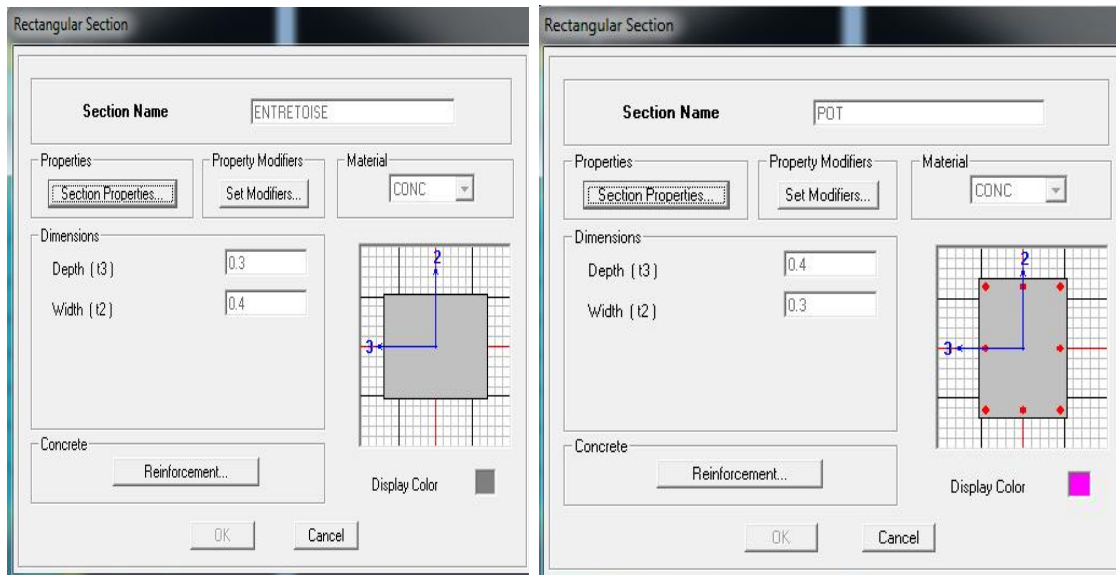 Rectangular Section
Section Name ENTRETOISE
Properties Property Modifiers Material
Section Properties... Set Modifiers... CONC
Dimensions
Depth ( t3 ) 0.3
Width ( t2 ) 0.4
2
3
Concrete
Reinforcement...
Display Color
OK Cancel
Rectangular Section
Section Name POT
Properties Property Modifiers Material
Section Properties... Set Modifiers... CONC
Dimensions
Depth ( t3 ) 0.4
Width ( t2 ) 0.3
2
3
Concrete
Reinforcement...
Display Color
OK Cancel